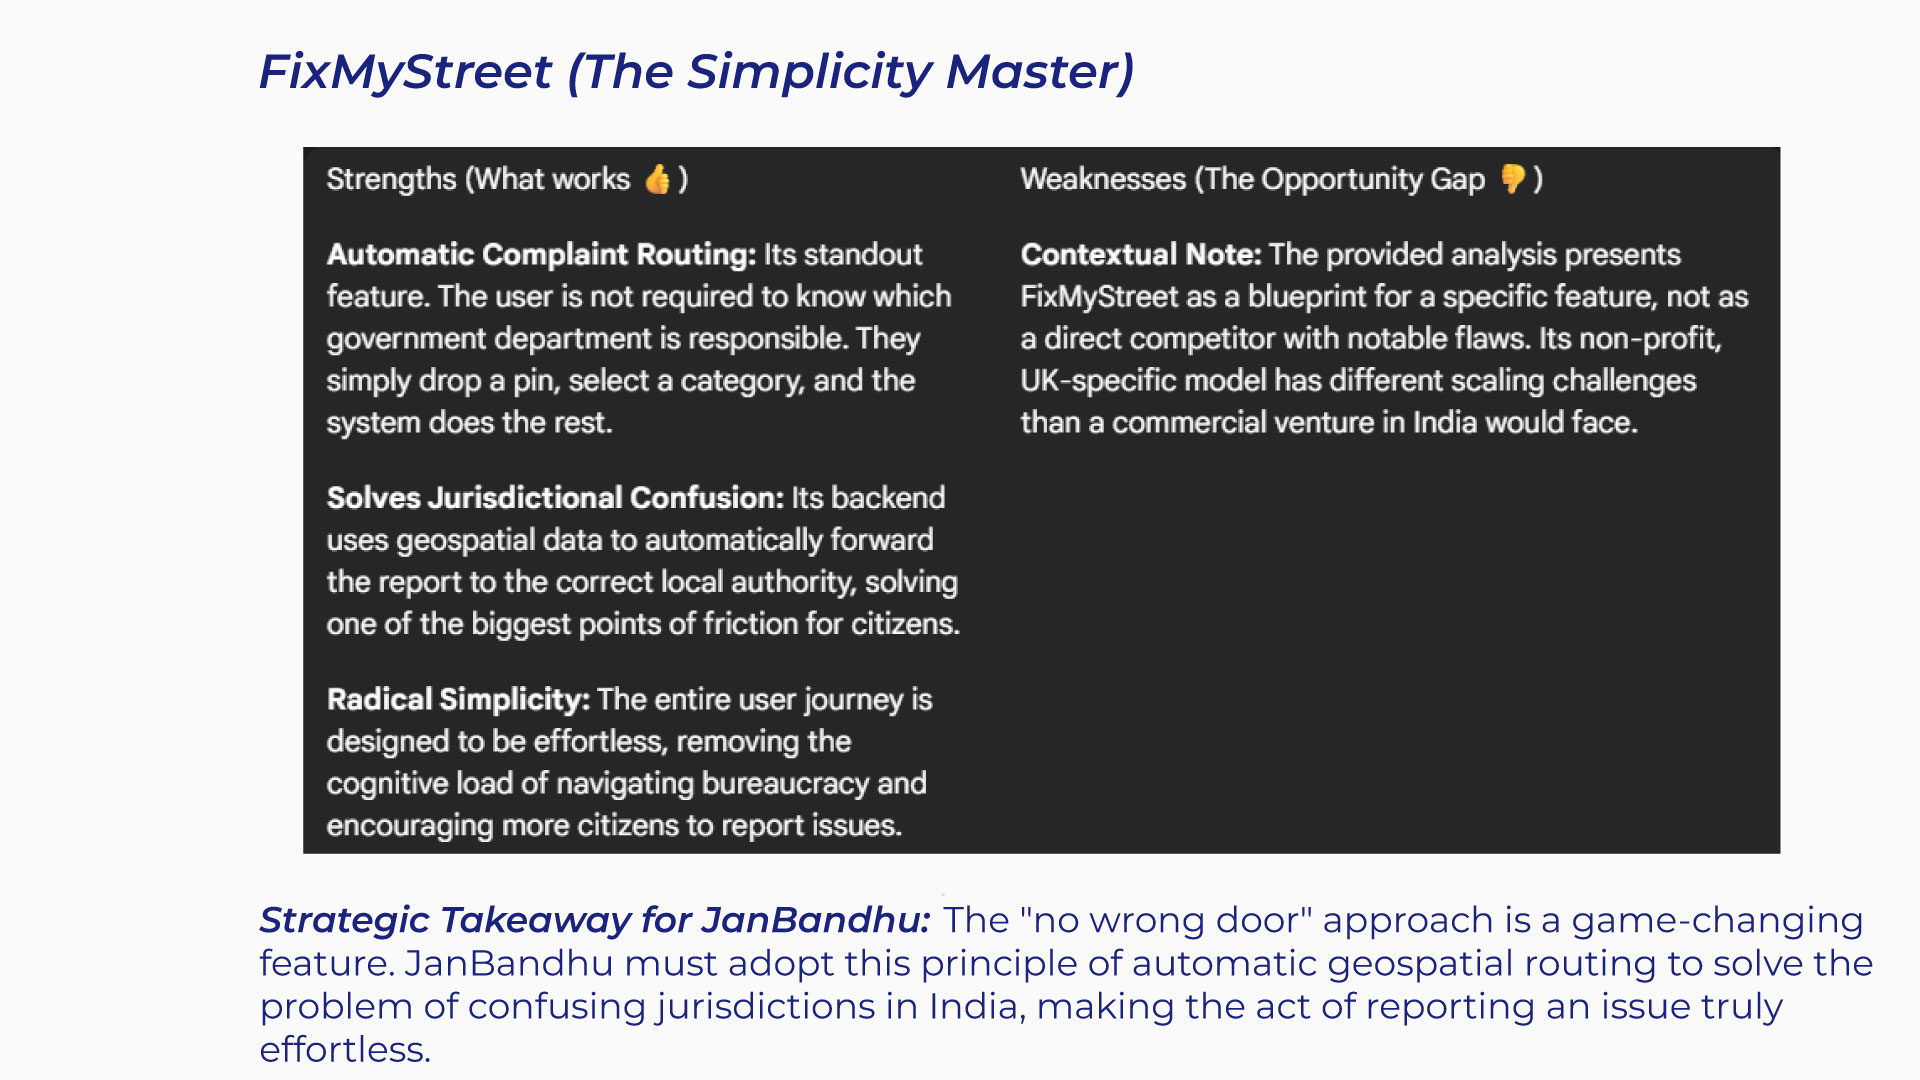 FixMyStreet (The Simplicity Master)
Strengths (What works 👍 )
Automatic Complaint Routing: Its standout
feature. The user is not required to know which
government department is responsible. They
simply drop a pin, select a category, and the
system does the rest.
Solves Jurisdictional Confusion: Its backend
uses geospatial data to automatically forward
the report to the correct local authority, solving
one of the biggest points of friction for citizens.
Radical Simplicity: The entire user journey is
designed to be effortless, removing the
cognitive load of navigating bureaucracy and
encouraging more citizens to report issues.
Weaknesses (The Opportunity Gap 👎 )
Contextual Note: The provided analysis presents
FixMyStreet as a blueprint for a specific feature, not as
a direct competitor with notable flaws. Its non-profit,
UK-specific model has different scaling challenges
than a commercial venture in India would face.
Strategic Takeaway for JanBandhu: The "no wrong door" approach is a game-changing
feature. JanBandhu must adopt this principle of automatic geospatial routing to solve the
problem of confusing jurisdictions in India, making the act of reporting an issue truly
effortless.